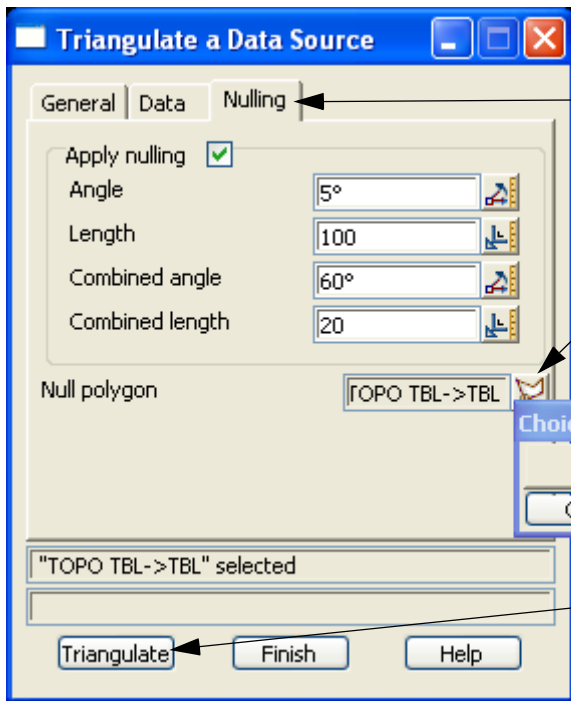 Triangulate a Data Source
General Data Nulling
Apply nulling
Angle 5°
Length 100
Combined angle 60°
Combined length 20
Null polygon TOPO TBL->TBL
"TOPO TBL->TBL" selected
Triangulate Finish Help